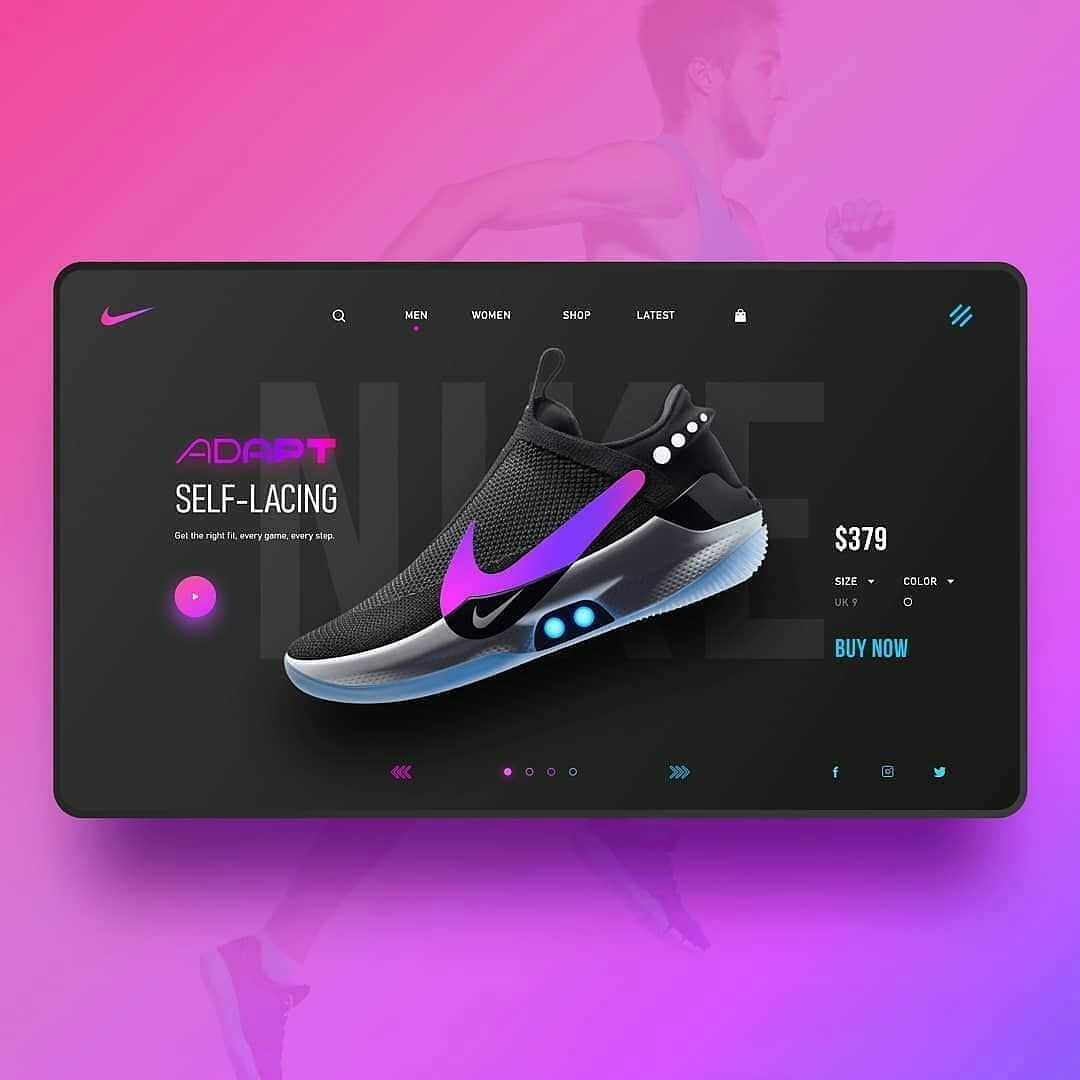 MEN
WOMEN
SHOP
LATEST
NIKE
ADAPT
SELF-LACING
Get the right fit, every game, every step.
$379
SIZE
COLOR
UK 9
BUY NOW